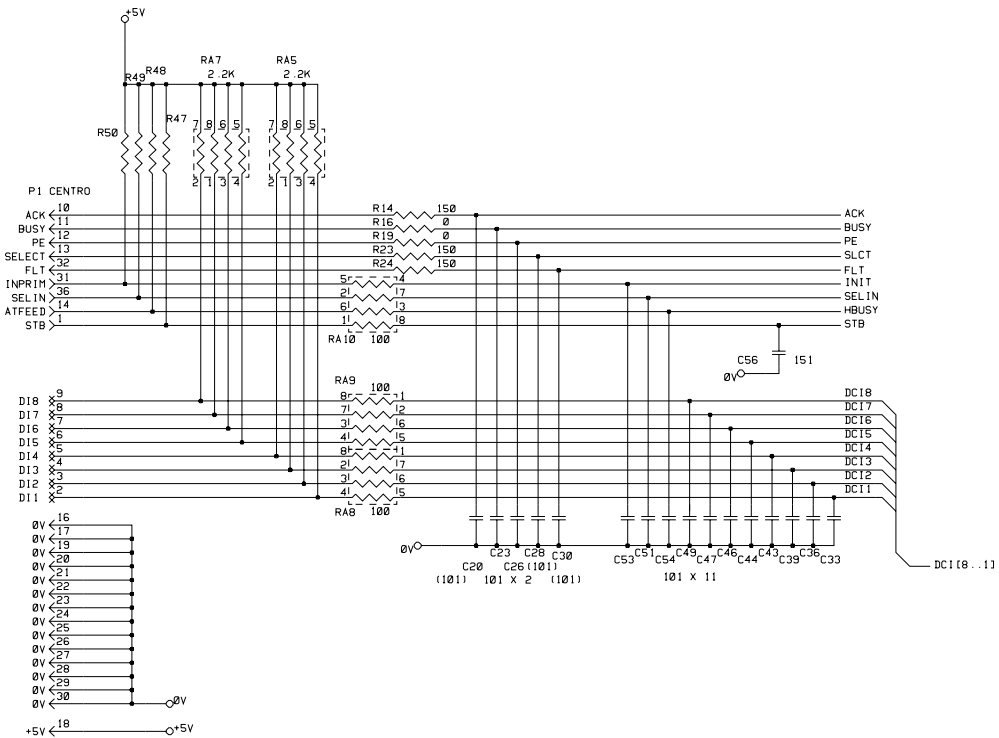 +5V
RA7 RA5
R49 R48 2.2K 2.2K
R50 R47 7 8 6 5 7 8 6 5
2 1 3 4 2 1 3 4
P1 CENTRO
ACK 10 R14 150 ACK
BUSY 11 R16 0 BUSY
PE 12 R19 0 PE
SELECT 13 R23 150 SLCT
FLT 32 R24 150 FLT
INPRIM 31 5 4 INIT
SELIN 36 2 7 SELIN
ATFEED 14 6 3 HBUSY
STB 1 1 8 STB
RA10 100
C56 151
0V
RA9 100
DI8 9 8 1 DCI8
DI7 8 7 2 DCI7
DI6 7 3 6 DCI6
DI5 6 4 5 DCI5
DI4 5 8 1 DCI4
DI3 4 2 7 DCI3
DI2 3 3 6 DCI2
DI1 2 4 5 DCI1
RA8 100
0V 16
0V 17
0V 19
0V 20
0V 21
0V 22
0V 23
0V 24
0V 25
0V 26
0V 27
0V 28
0V 29
0V 30 0V
+5V 18 +5V
0V C23 C28 C30 C51 C49 C46 C43 C36
C20 C26 (101) C53 C54 C47 C44 C39 C33
(101) 101 X 2 (101) 101 X 11
DCI[8..1]